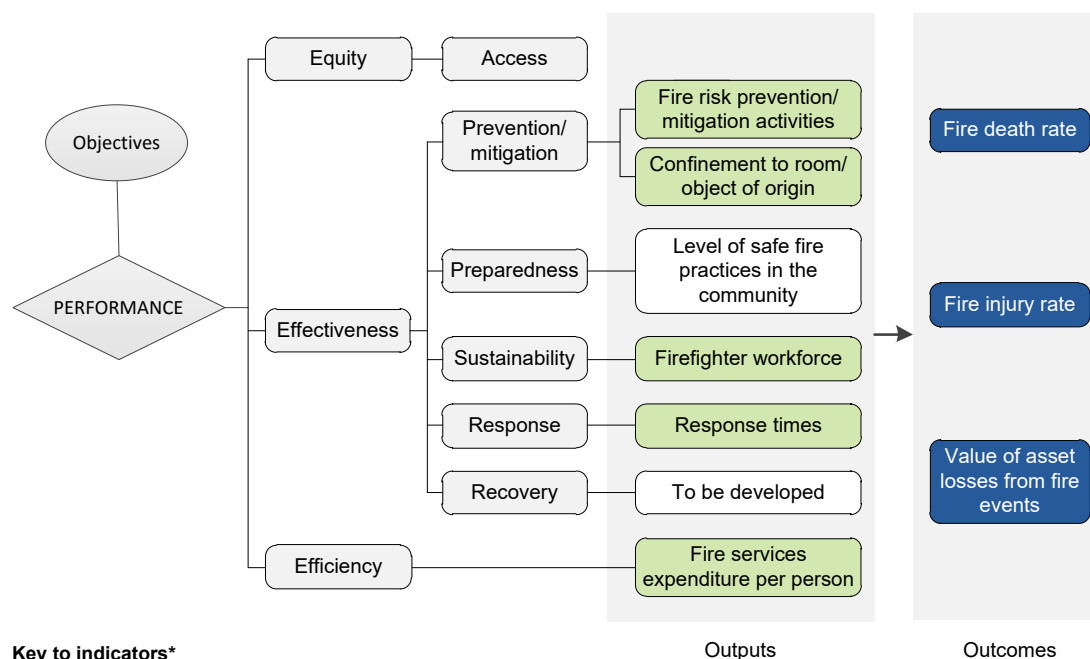 Objectives
PERFORMANCE
Equity
Access
Effectiveness
Prevention/
mitigation
Fire risk prevention/
mitigation activities
Confinement to room/
object of origin
Preparedness
Level of safe fire
practices in the
community
Sustainability
Firefighter workforce
Response
Response times
Recovery
To be developed
Efficiency
Fire services
expenditure per person
Fire death rate
Fire injury rate
Value of asset
losses from fire
events
Outputs
Outcomes
Key to indicators*